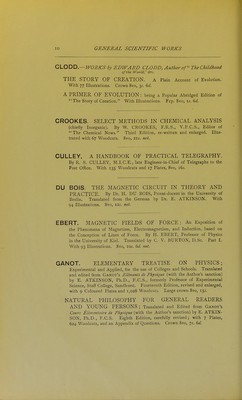 10 GENERAL SCIENTIFIC WORKS
CLODD.—WORKS by EDWARD CLODD, Author of "The Childhood
of the World," &c.
THE STORY OF CREATION. A Plain Account of Evolution.
With 77 Illustrations. Crown 8vo, 3s. 6d.
A PRIMER OF EVOLUTION: being a Popular Abridged Edition of
"The Story of Creation." With Illustrations. Fcp. 8vo, 1s. 6d.
CROOKES. SELECT METHODS IN CHEMICAL ANALYSIS
(chiefly Inorganic). By W. CROOKES, F.R.S., V.P.C.S., Editor of
"The Chemical News." Third Edition, re-written and enlarged. Illus-
trated with 67 Woodcuts. 8vo, 21s. net.
CULLEY. A HANDBOOK OF PRACTICAL TELEGRAPHY.
By R. S. CULLEY, M.I.C.E., late Engineer-in-Chief of Telegraphs to the
Post Office. With 135 Woodcuts and 17 Plates, 8vo, 16s.
DU BOIS. THE MAGNETIC CIRCUIT IN THEORY AND
PRACTICE. By Dr. H. DU BOIS, Privat-docent in the University of
Berlin. Translated from the German by Dr. E. ATKINSON. With
94 Illustrations. 8vo, 12s. net.
EBERT. MAGNETIC FIELDS OF FORCE: An Exposition of
the Phenomena of Magnetism, Electromagnetism, and Induction, based on
the Conception of Lines of Force. By H. EBERT, Professor of Physics
in the University of Kiel. Translated by C. V. BURTON, D.Sc. Part I.
With 93 Illustrations. 8vo, 10s. 6d. net.
GANOT. ELEMENTARY TREATISE ON PHYSICS;
Experimental and Applied, for the use of Colleges and Schools. Translated
and edited from GANOT'S Éléments de Physique (with the Author's sanction)
by E. ATKINSON, Ph.D., F.C.S., formerly Professor of Experimental
Science, Staff College, Sandhurst. Fourteenth Edition, revised and enlarged,
with 9 Coloured Plates and 1,028 Woodcuts. Large crown 8vo, 15s.
NATURAL PHILOSOPHY FOR GENERAL READERS
AND YOUNG PERSONS; Translated and Edited from GANOT'S
Cours Élémentaire de Physique (with the Author's sanction) by E. ATKIN-
SON, Ph.D., F.C.S. Eighth Edition, carefully revised; with 7 Plates,
624 Woodcuts, and an Appendix of Questions. Crown 8vo, 7s. 6d.